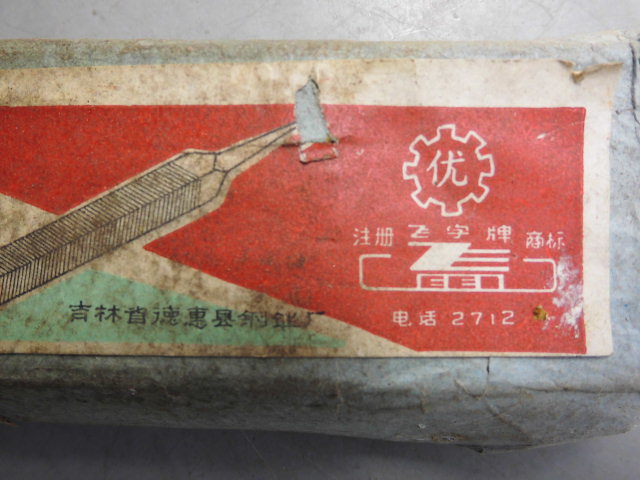 优
注册 飞字牌 商标
吉林省德惠县钢锉厂
电话 2712